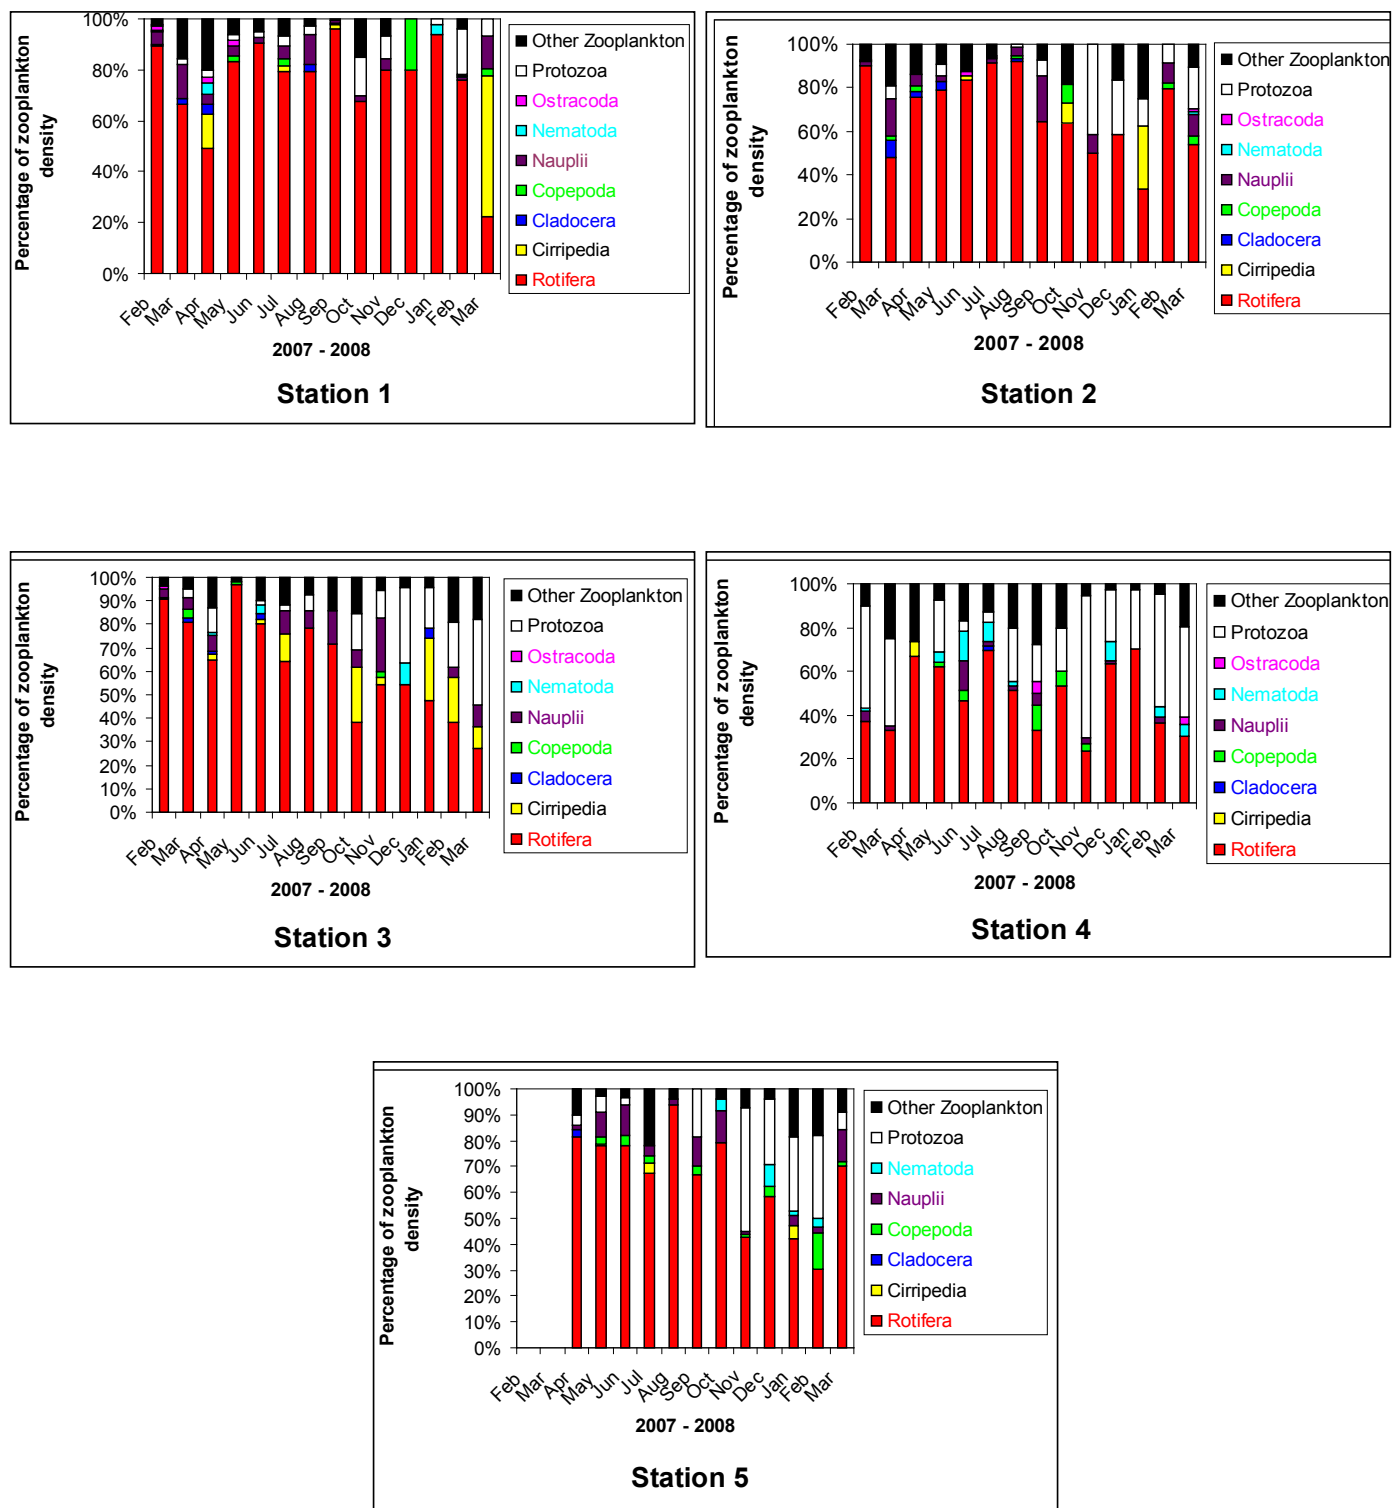 Percentage of zooplankton
density
100%
80%
60%
40%
20%
0%
Feb
Mar
Apr
May
Jun
Jul
Aug
Sep
Oct
Nov
Dec
Jan
Feb
Mar
2007 - 2008
Station 1
Other Zooplankton
Protozoa
Ostracoda
Nematoda
Nauplii
Copepoda
Cladocera
Cirripedia
Rotifera
Percentage of zooplankton
density
100%
80%
60%
40%
20%
0%
Feb
Mar
Apr
May
Jun
Jul
Aug
Sep
Oct
Nov
Dec
Jan
Feb
Mar
2007 - 2008
Station 2
Other Zooplankton
Protozoa
Ostracoda
Nematoda
Nauplii
Copepoda
Cladocera
Cirripedia
Rotifera
Percentage of zooplankton
density
100%
90%
80%
70%
60%
50%
40%
30%
20%
10%
0%
Feb
Mar
Apr
May
Jun
Jul
Aug
Sep
Oct
Nov
Dec
Jan
Feb
Mar
2007 - 2008
Station 3
Other Zooplankton
Protozoa
Ostracoda
Nematoda
Nauplii
Copepoda
Cladocera
Cirripedia
Rotifera
Percentage of zooplankton
density
100%
80%
60%
40%
20%
0%
Feb
Mar
Apr
May
Jun
Jul
Aug
Sep
Oct
Nov
Dec
Jan
Feb
Mar
2007 - 2008
Station 4
Other Zooplankton
Protozoa
Ostracoda
Nematoda
Nauplii
Copepoda
Cladocera
Cirripedia
Rotifera
Percentage of zooplankton
density
100%
90%
80%
70%
60%
50%
40%
30%
20%
10%
0%
Feb
Mar
Apr
May
Jun
Jul
Aug
Sep
Oct
Nov
Dec
Jan
Feb
Mar
2007 - 2008
Station 5
Other Zooplankton
Protozoa
Nematoda
Nauplii
Copepoda
Cladocera
Cirripedia
Rotifera